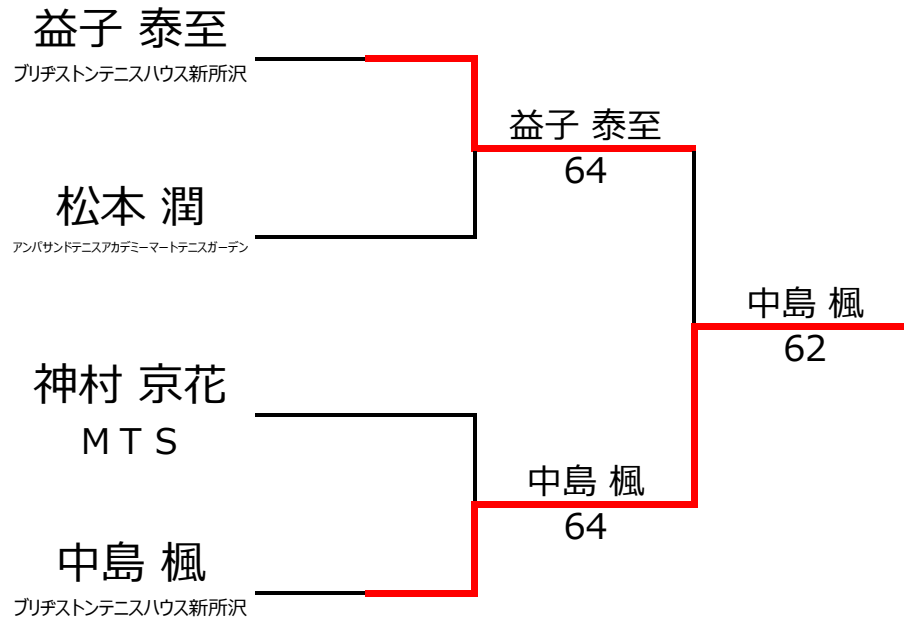 益子 泰至
ブリヂストンテニスハウス新所沢
益子 泰至
64
松本 潤
アンバサンドテニスアカデミーマートテニスガーデン
中島 楓
62
神村 京花
ＭＴＳ
中島 楓
64
中島 楓
ブリヂストンテニスハウス新所沢